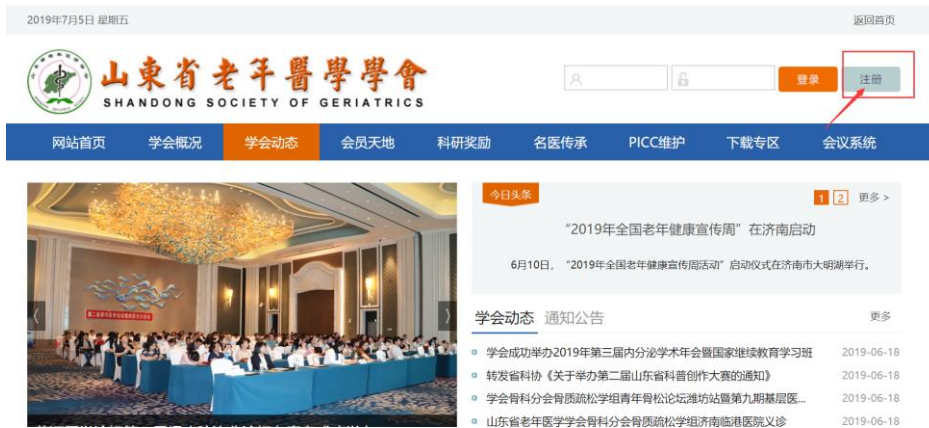 2019年7月5日 星期五
返回首页
山東省老年醫學學會
SHANDONG SOCIETY OF GERIATRICS
登录
注册
网站首页 学会概况 学会动态 会员天地 科研奖励 名医传承 PICC维护 下载专区 会议系统
今日头条
1 2 更多 >
“2019年全国老年健康宣传周”在济南启动
6月10日，“2019年全国老年健康宣传周活动”启动仪式在济南市大明湖举行。
学会动态 通知公告 更多
学会成功举办2019年第三届内分泌学术年会暨国家继续教育学习班 2019-06-18
转发省科协《关于举办第二届山东省科普创作大赛的通知》 2019-06-18
学会骨科分会骨质疏松学组青年骨松论坛潍坊站暨第九期基层医... 2019-06-18
山东省老年医学学会骨科分会骨质疏松学组济南临港医院义诊 2019-06-18